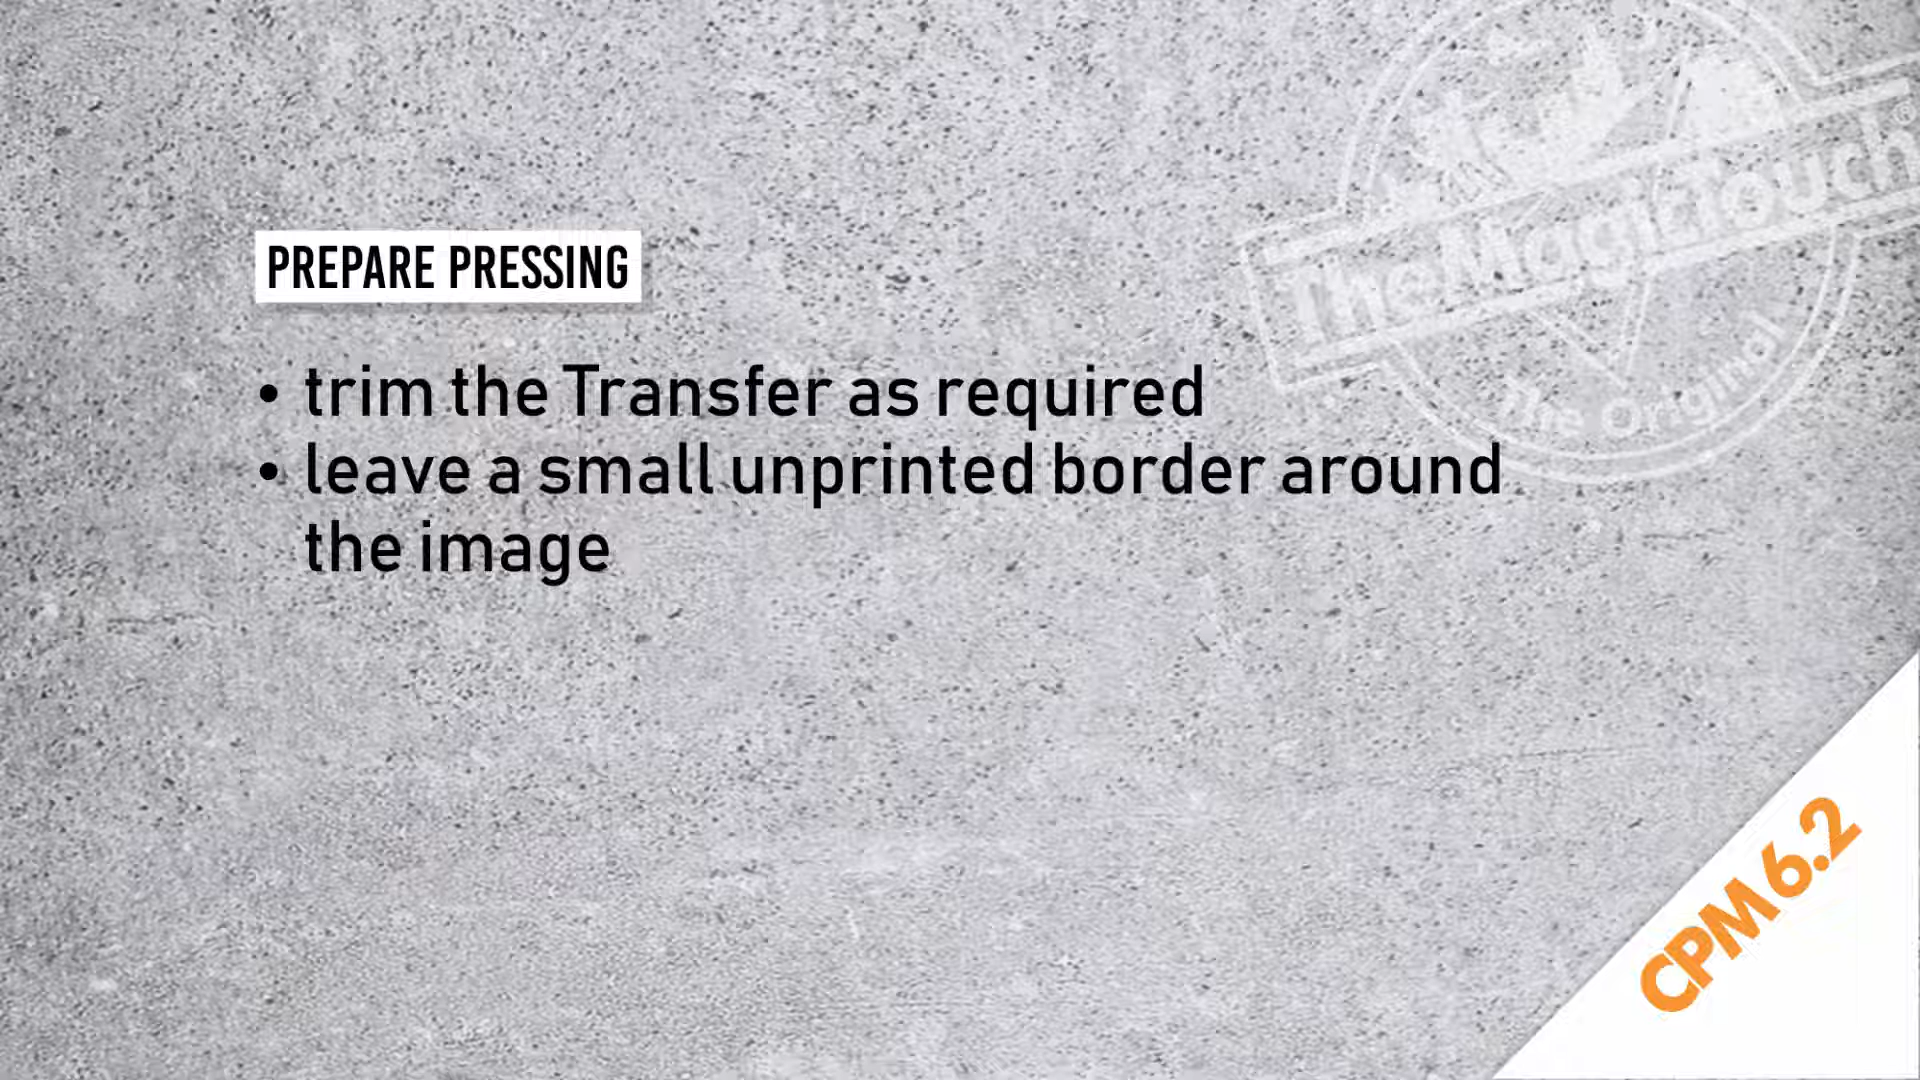 TheMagicTouch®
the Original
PREPARE PRESSING
• trim the Transfer as required
• leave a small unprinted border around
the image
CPM 6.2